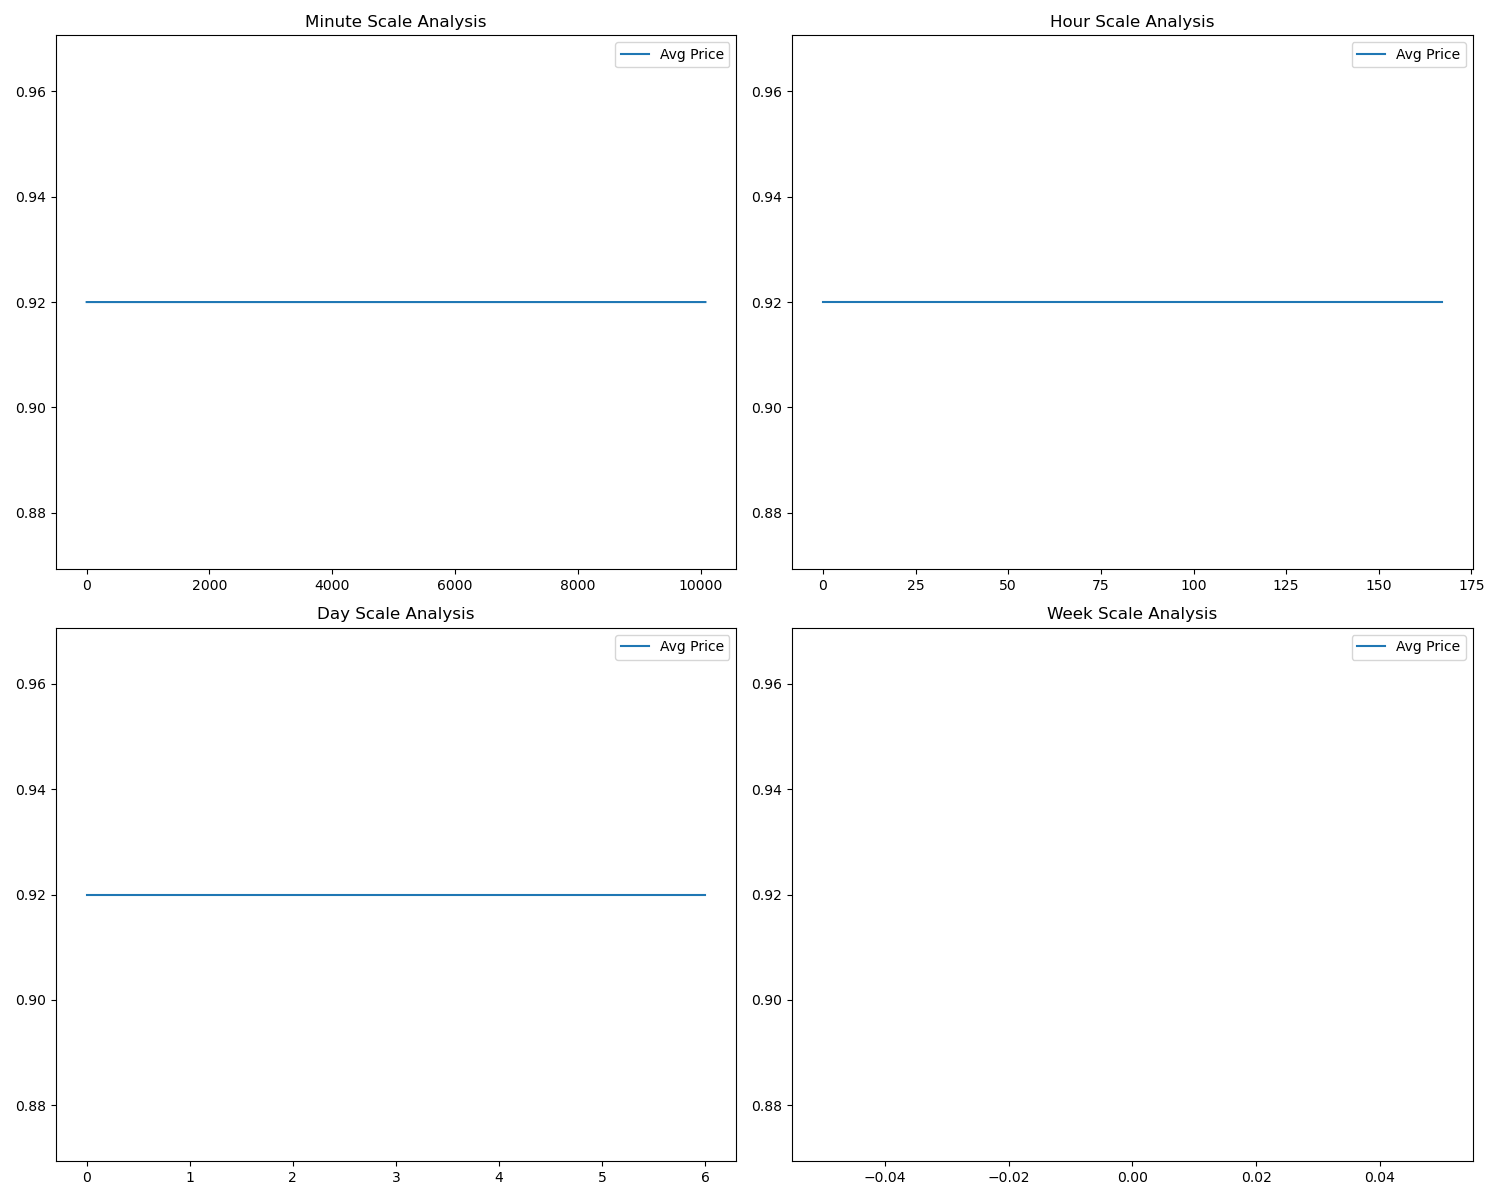 Minute Scale Analysis
Avg Price
0.96
0.94
0.92
0.90
0.88
0 2000 4000 6000 8000 10000
Hour Scale Analysis
Avg Price
0.96
0.94
0.92
0.90
0.88
0 25 50 75 100 125 150 175
Day Scale Analysis
Avg Price
0.96
0.94
0.92
0.90
0.88
0 1 2 3 4 5 6
Week Scale Analysis
Avg Price
0.96
0.94
0.92
0.90
0.88
−0.04 −0.02 0.00 0.02 0.04